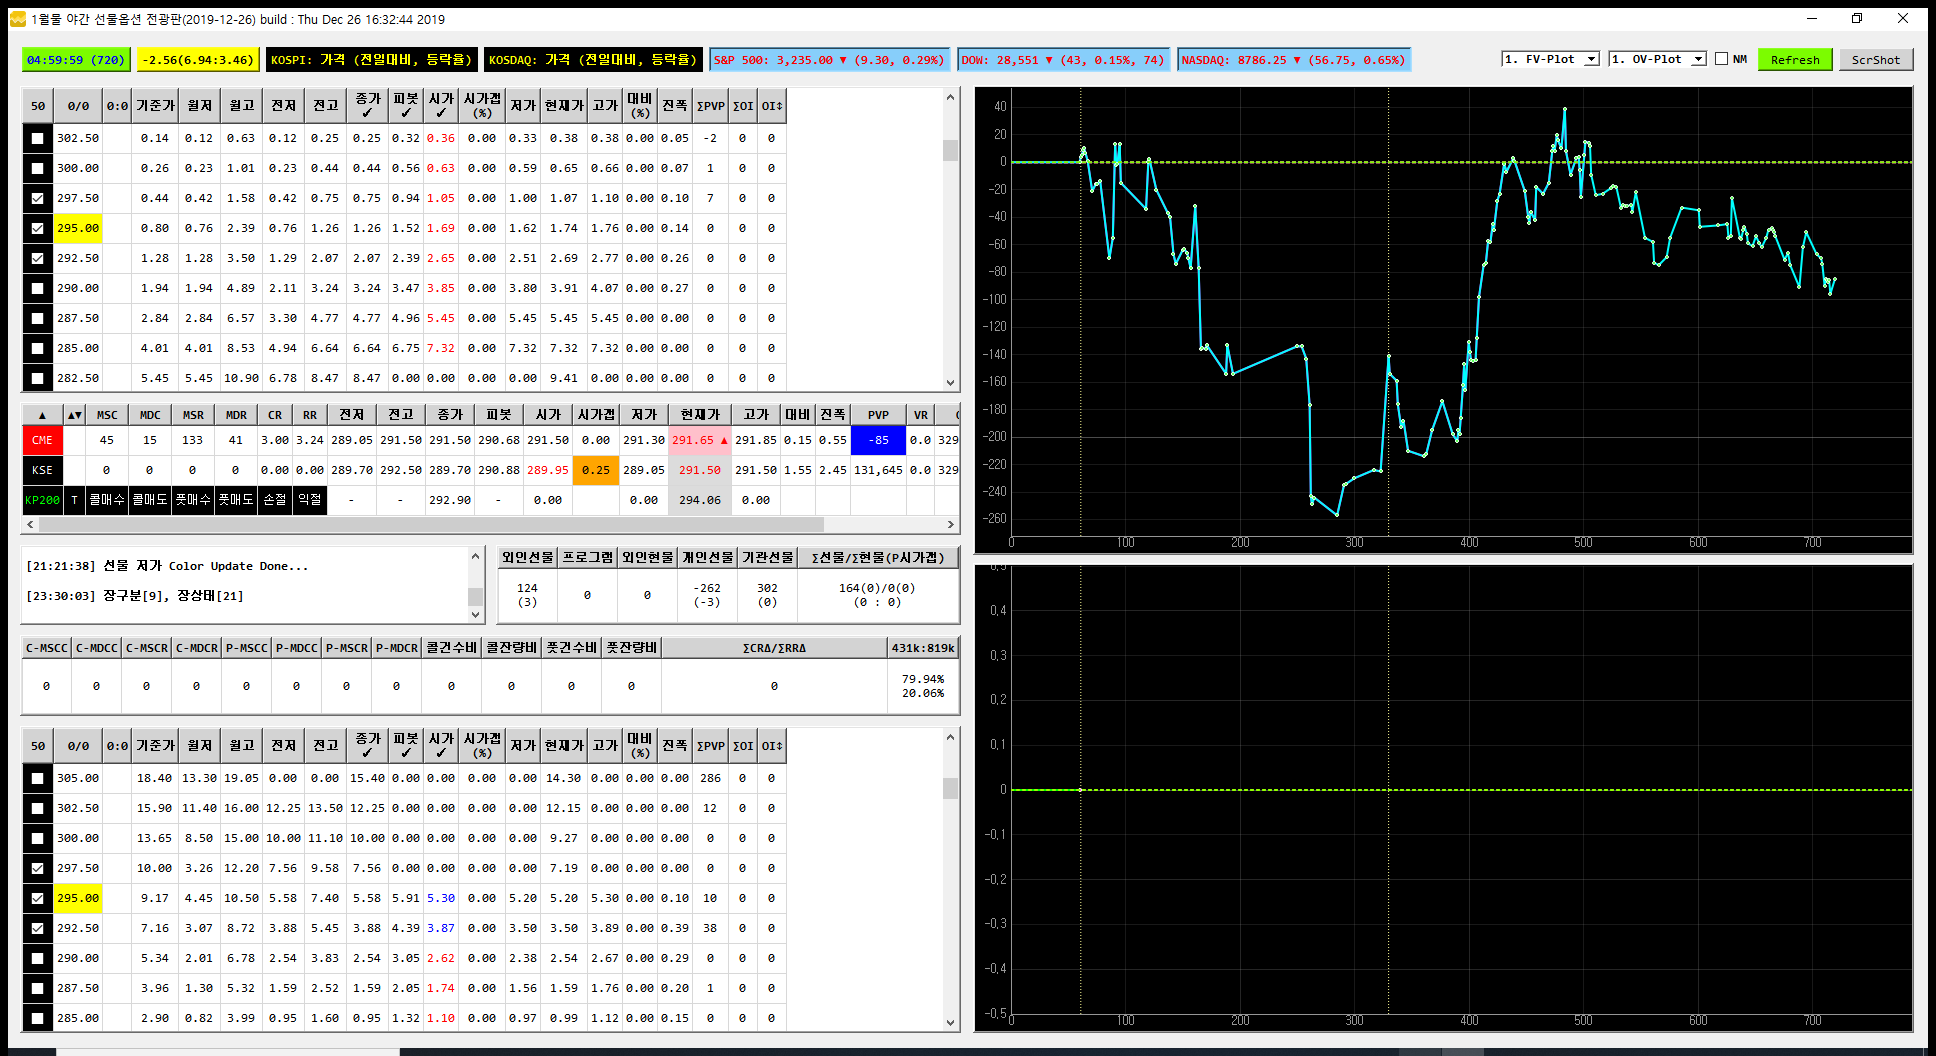 1월물 야간 선물옵션 전광판(2019-12-26) build : Thu Dec 26 16:32:44 2019
04:59:59 (720) -2.56(6.94:3.46) KOSPI: 가격 (전일대비, 등락율) KOSDAQ: 가격 (전일대비, 등락율) S&P 500: 3,235.00 ▼ (9.30, 0.29%) DOW: 28,551 ▼ (43, 0.15%, 74) NASDAQ: 8786.25 ▼ (56.75, 0.65%) 1. FV-Plot 1. OV-Plot NM Refresh ScrShot
50 0/0 0:0 기준가 월저 월고 전저 전고 종가 ✓ 피봇 ✓ 시가 ✓ 시가갭 (%) 저가 현재가 고가 대비 (%) 진폭 ∑PVP ∑OI OI↕
302.50 0.14 0.12 0.63 0.12 0.25 0.25 0.32 0.36 0.00 0.33 0.38 0.38 0.00 0.05 -2 0 0
300.00 0.26 0.23 1.01 0.23 0.44 0.44 0.56 0.63 0.00 0.59 0.65 0.66 0.00 0.07 1 0 0
297.50 0.44 0.42 1.58 0.42 0.75 0.75 0.94 1.05 0.00 1.00 1.07 1.10 0.00 0.10 7 0 0
295.00 0.80 0.76 2.39 0.76 1.26 1.26 1.52 1.69 0.00 1.62 1.74 1.76 0.00 0.14 0 0 0
292.50 1.28 1.28 3.50 1.29 2.07 2.07 2.39 2.65 0.00 2.51 2.69 2.77 0.00 0.26 0 0 0
290.00 1.94 1.94 4.89 2.11 3.24 3.24 3.47 3.85 0.00 3.80 3.91 4.07 0.00 0.27 0 0 0
287.50 2.84 2.84 6.57 3.30 4.77 4.77 4.96 5.45 0.00 5.45 5.45 5.45 0.00 0.00 0 0 0
285.00 4.01 4.01 8.53 4.94 6.64 6.64 6.75 7.32 0.00 7.32 7.32 7.32 0.00 0.00 0 0 0
282.50 5.45 5.45 10.90 6.78 8.47 8.47 0.00 0.00 0.00 0.00 9.41 0.00 0.00 0.00 0 0 0
▲ ▲▼ MSC MDC MSR MDR CR RR 전저 전고 종가 피봇 시가 시가갭 저가 현재가 고가 대비 진폭 PVP VR
CME 45 15 133 41 3.00 3.24 289.05 291.50 291.50 290.68 291.50 0.00 291.30 291.65 ▲ 291.85 0.15 0.55 -85 0.0 329
KSE 0 0 0 0 0.00 0.00 289.70 292.50 289.70 290.88 289.95 0.25 289.05 291.50 291.50 1.55 2.45 131,645 0.0 329
KP200 T 콜매수 콜매도 풋매수 풋매도 손절 익절 - - 292.90 - 0.00 0.00 294.06 0.00
[21:21:38] 선물 저가 Color Update Done...
[23:30:03] 장구분[9], 장상태[21]
외인선물 프로그램 외인현물 개인선물 기관선물 ∑선물/∑현물(P시가갭)
124 0 0 -262 302 164(0)/0(0)
(3) (-3) (0) (0 : 0)
C-MSCC C-MDCC C-MSCR C-MDCR P-MSCC P-MDCC P-MSCR P-MDCR 콜건수비 콜잔량비 풋건수비 풋잔량비 ∑CRΔ/∑RRΔ 431k:819k
0 0 0 0 0 0 0 0 0 0 0 0 0 79.94%
20.06%
50 0/0 0:0 기준가 월저 월고 전저 전고 종가 ✓ 피봇 ✓ 시가 ✓ 시가갭 (%) 저가 현재가 고가 대비 (%) 진폭 ∑PVP ∑OI OI↕
305.00 18.40 13.30 19.05 0.00 0.00 15.40 0.00 0.00 0.00 0.00 14.30 0.00 0.00 0.00 286 0 0
302.50 15.90 11.40 16.00 12.25 13.50 12.25 0.00 0.00 0.00 0.00 12.15 0.00 0.00 0.00 12 0 0
300.00 13.65 8.50 15.00 10.00 11.10 10.00 0.00 0.00 0.00 0.00 9.27 0.00 0.00 0.00 0 0 0
297.50 10.00 3.26 12.20 7.56 9.58 7.56 0.00 0.00 0.00 0.00 7.19 0.00 0.00 0.00 0 0 0
295.00 9.17 4.45 10.50 5.58 7.40 5.58 5.91 5.30 0.00 5.20 5.20 5.30 0.00 0.10 10 0 0
292.50 7.16 3.07 8.72 3.88 5.45 3.88 4.39 3.87 0.00 3.50 3.50 3.89 0.00 0.39 38 0 0
290.00 5.34 2.01 6.78 2.54 3.83 2.54 3.05 2.62 0.00 2.38 2.54 2.67 0.00 0.29 0 0 0
287.50 3.96 1.30 5.32 1.59 2.52 1.59 2.05 1.74 0.00 1.56 1.59 1.76 0.00 0.20 1 0 0
285.00 2.90 0.82 3.99 0.95 1.60 0.95 1.32 1.10 0.00 0.97 0.99 1.12 0.00 0.15 0 0 0
40
20
0
-20
-40
-60
-80
-100
-120
-140
-160
-180
-200
-220
-240
-260
0 100 200 300 400 500 600 700
0,5
0,4
0,3
0,2
0,1
0
-0,1
-0,2
-0,3
-0,4
-0,5
0 100 200 300 400 500 600 700